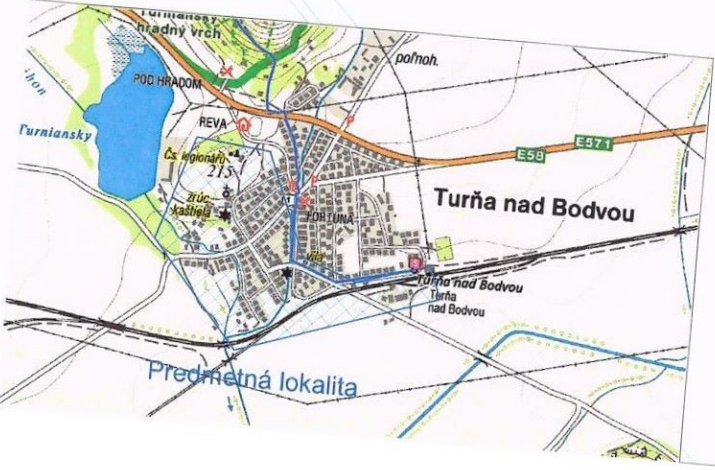 Turniansky
hradný vrch
poľnoh.
POD HRADOM
REVA
Turniansky
Čs. legionářů
215
zrúc.
kaštieľa
FORTUNA
vila
E58
E571
Turňa nad Bodvou
Turňa nad Bodvou
Turňa
nad Bodvou
Predmetná lokalita